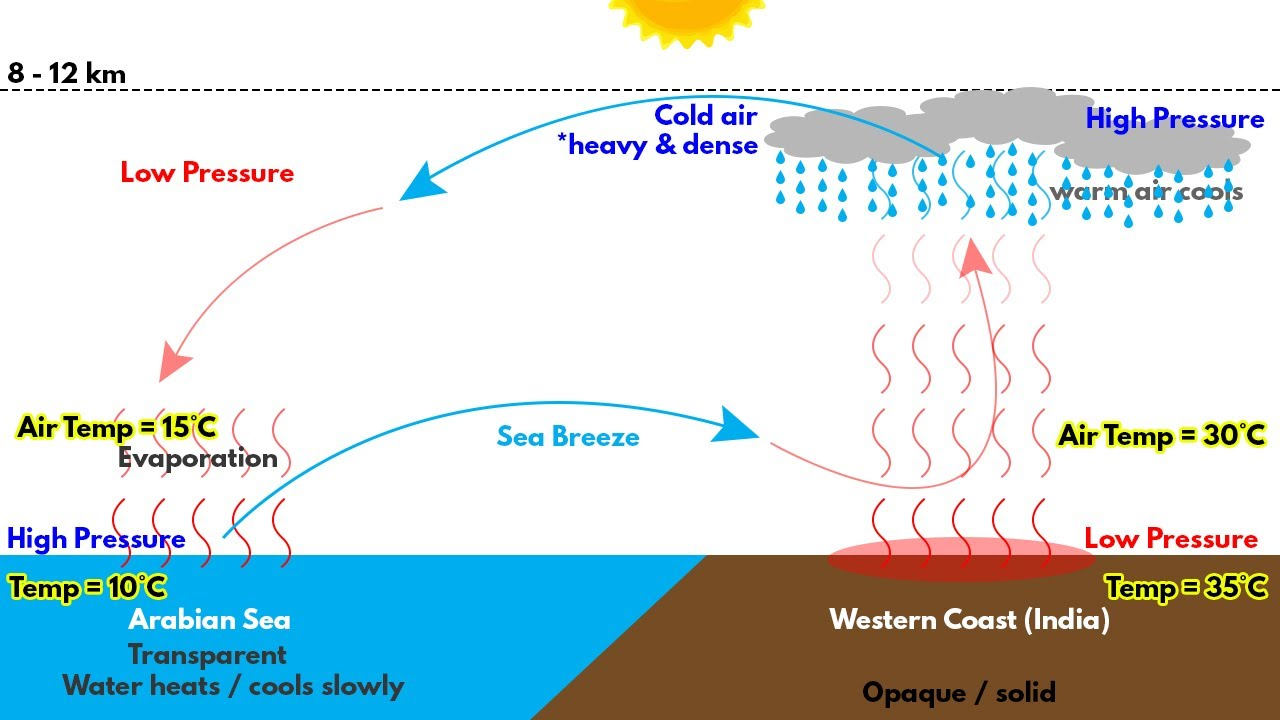 8 - 12 km
Cold air
*heavy & dense
High Pressure
Low Pressure
warm air cools
Air Temp = 15°C
Evaporation
Sea Breeze
Air Temp = 30°C
High Pressure
Low Pressure
Temp = 10°C
Temp = 35°C
Arabian Sea
Western Coast (India)
Transparent
Water heats / cools slowly
Opaque / solid